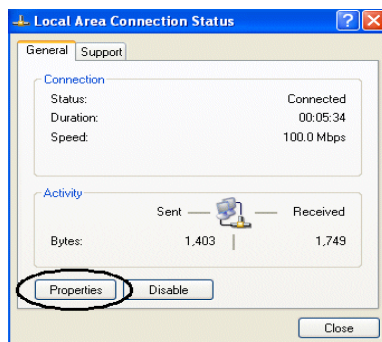 Local Area Connection Status
General Support
Connection
Status: Connected
Duration: 00:05:34
Speed: 100.0 Mbps
Activity
Sent Received
Bytes: 1,403 1,749
Properties Disable
Close